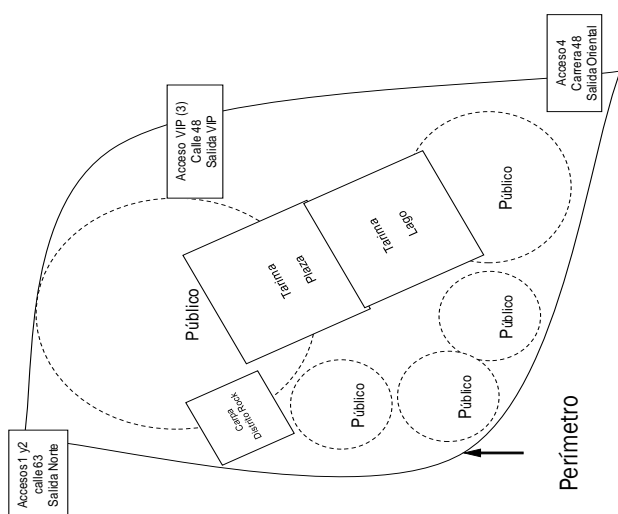 Accesos 1 y2
calle 63
Salida Norte
Acceso VIP (3)
Calle 48
Salida VIP
Acceso 4
Carrera 48
Salida Oriental
Público
Tarima
Plaza
Tarima
Lago
Público
Carpa
Distrito Rock
Público
Público
Público
Perímetro